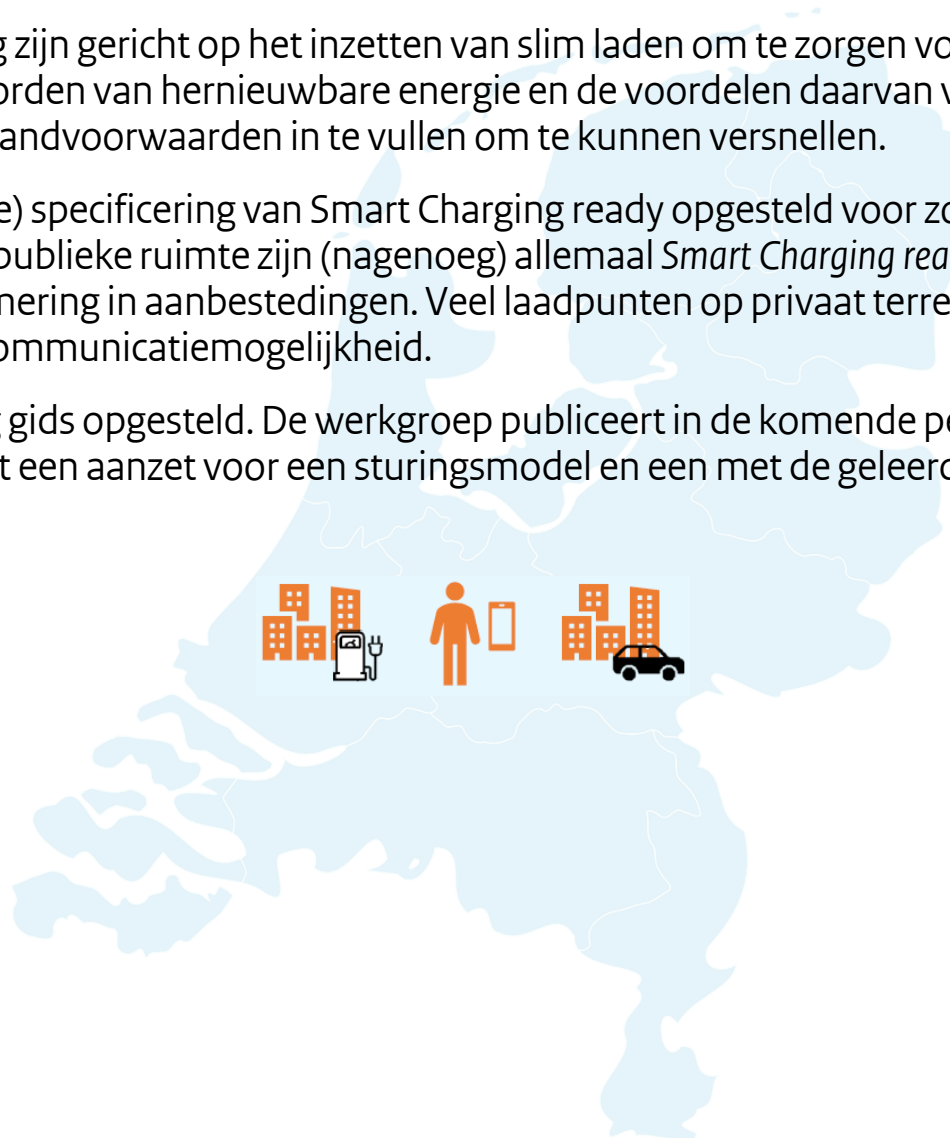 zijn gericht op het inzetten van slim laden om te zorgen vo
orden van hernieuwbare energie en de voordelen daarvan v
andvoorwaarden in te vullen om te kunnen versnellen.
e) specificering van Smart Charging ready opgesteld voor zo
publieke ruimte zijn (nagenoeg) allemaal Smart Charging rea
mering in aanbestedingen. Veel laadpunten op privaat terre
ommunicatiemogelijkheid.
gids opgesteld. De werkgroep publiceert in de komende pe
t een aanzet voor een sturingsmodel en een met de geleerd